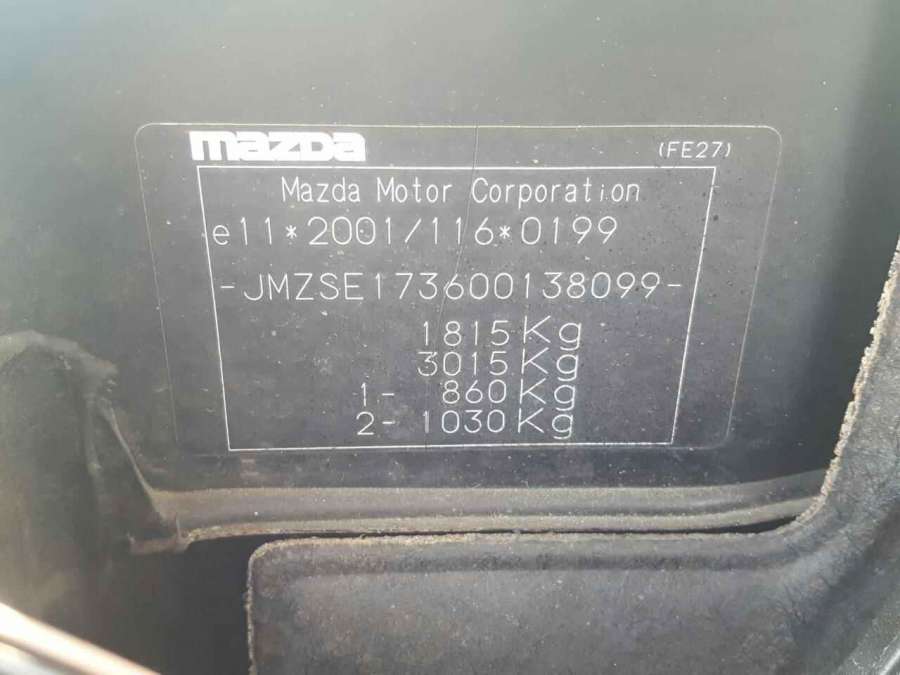 mazda
(FE27)
Mazda Motor Corporation
e11*2001/116*0199
-JMZSE173600138099-
1815Kg
3015Kg
1- 860Kg
2- 1030Kg